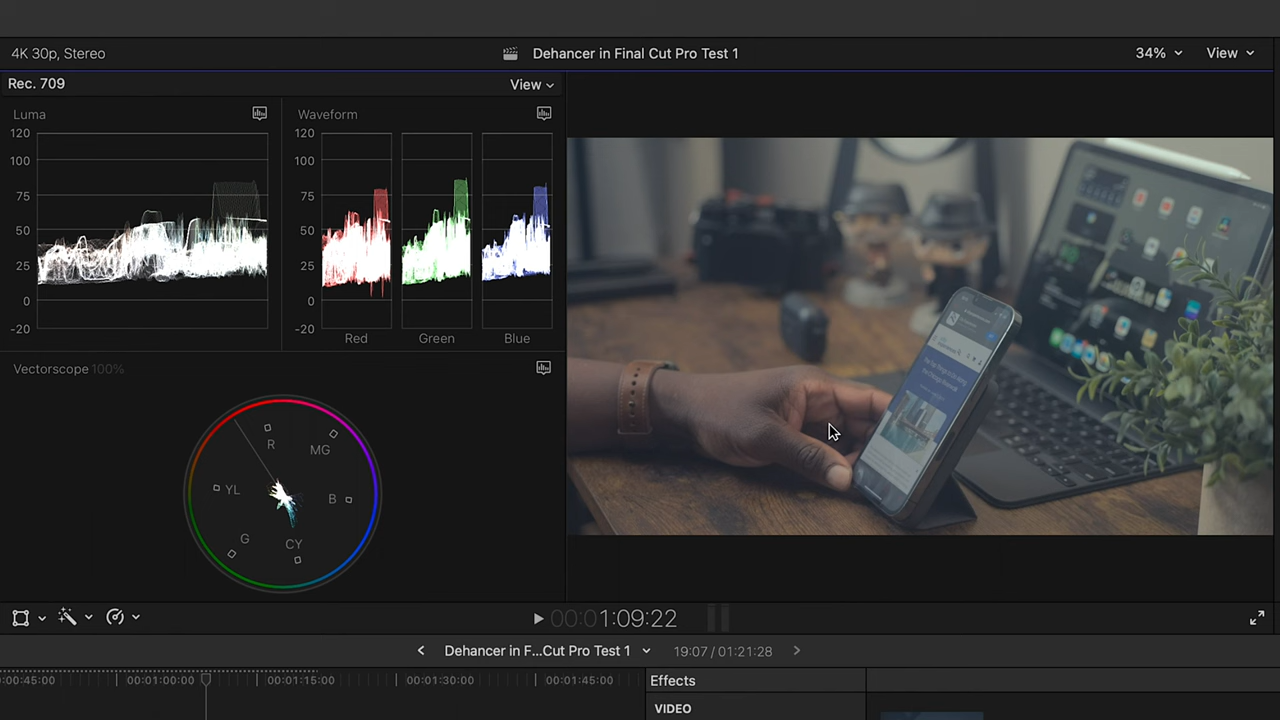 4K 30p, Stereo
Dehancer in Final Cut Pro Test 1
34%
View
Rec. 709
View
Luma
Waveform
120
100
75
50
25
0
-20
120
100
75
50
25
0
-20
Red
Green
Blue
Vectorscope 100%
R
MG
YL
B
G
CY
00:01:09:22
Dehancer in F...Cut Pro Test 1
19:07 / 01:21:28
0:00:45:00
00:01:00:00
00:01:15:00
00:01:30:00
00:01:45:00
Effects
VIDEO